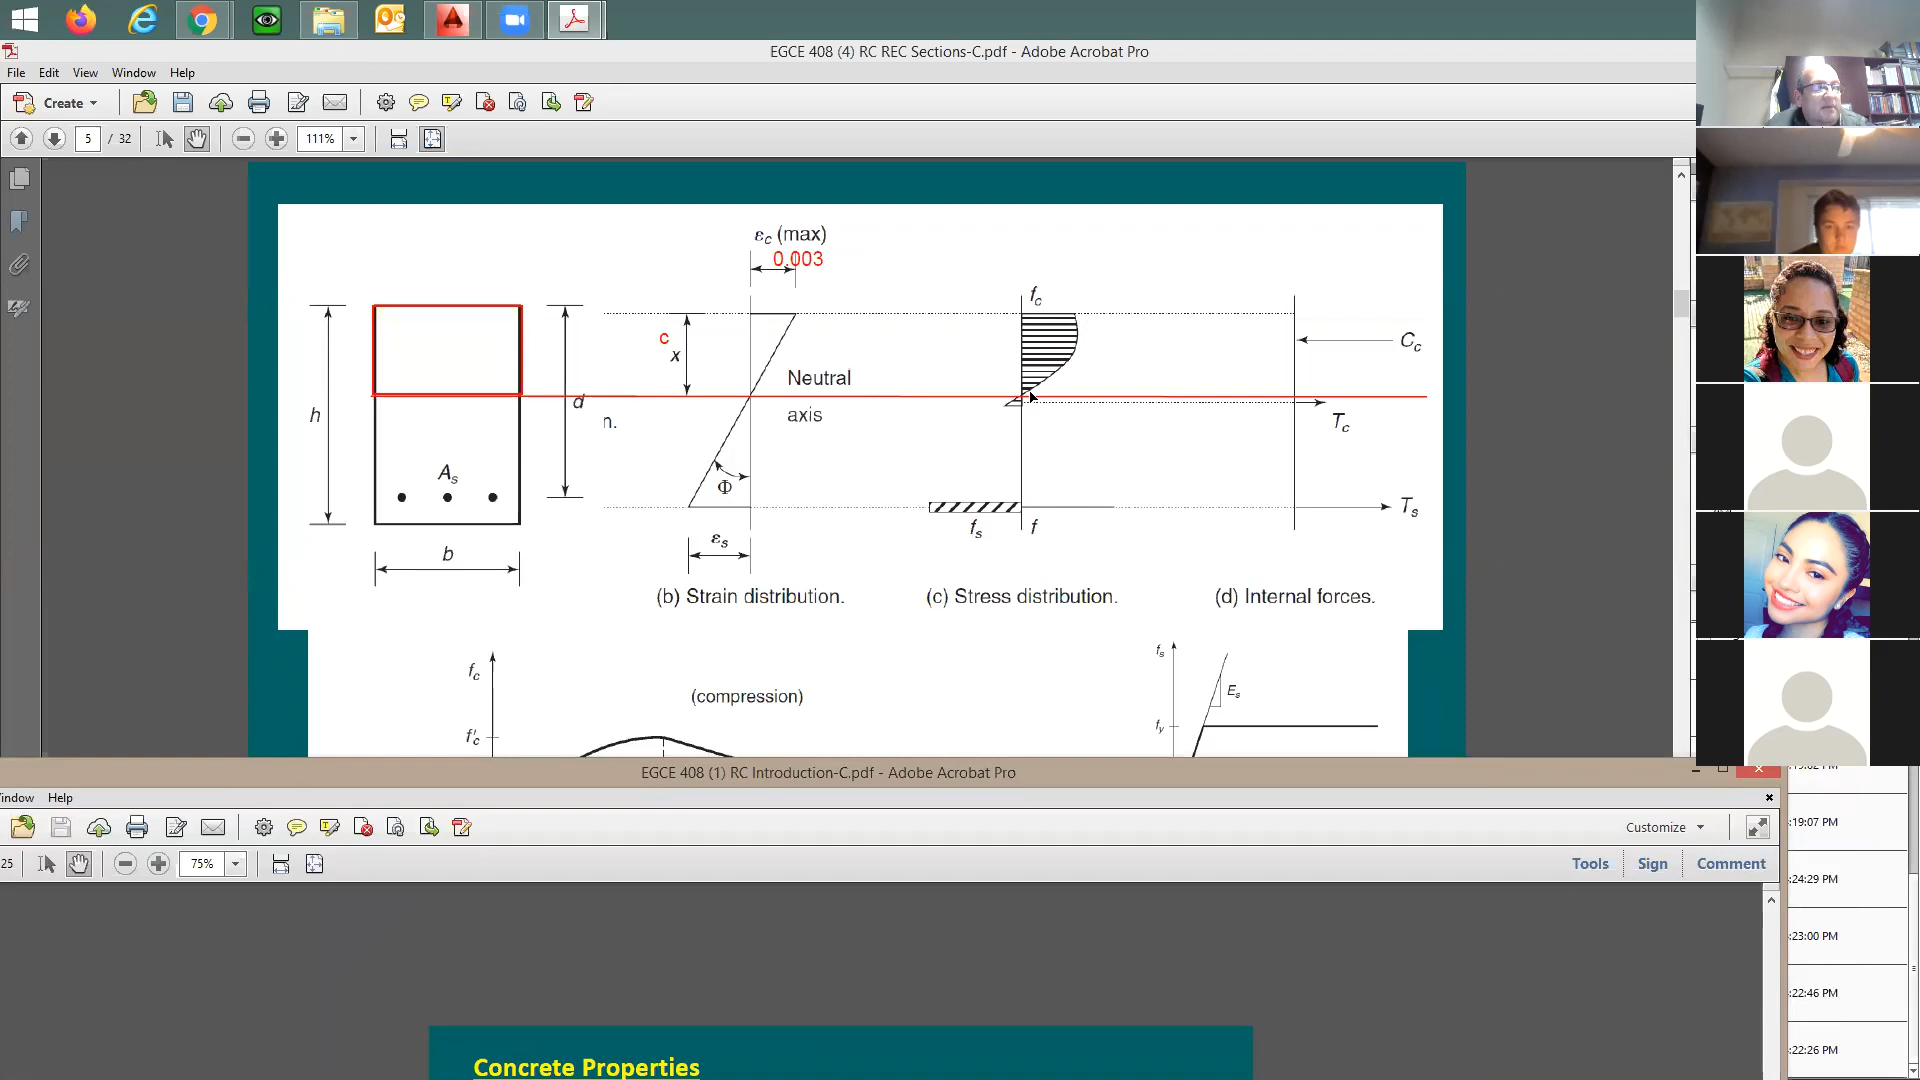 EGCE 408 (4) RC REC Sections-C.pdf - Adobe Acrobat Pro
File Edit View Window Help
Create
5 / 32 111%
εc (max)
0.003
fc
c
x
Cc
Neutral
h
d
axis
n.
Tc
As
Φ
Ts
fs
f
εs
b
(b) Strain distribution.
(c) Stress distribution.
(d) Internal forces.
fc
(compression)
f'c
fs
Es
fy
EGCE 408 (1) RC Introduction-C.pdf - Adobe Acrobat Pro
indow Help
Customize
25 75%
Tools Sign Comment
:19:07 PM
:24:29 PM
:23:00 PM
:22:46 PM
:22:26 PM
Concrete Properties